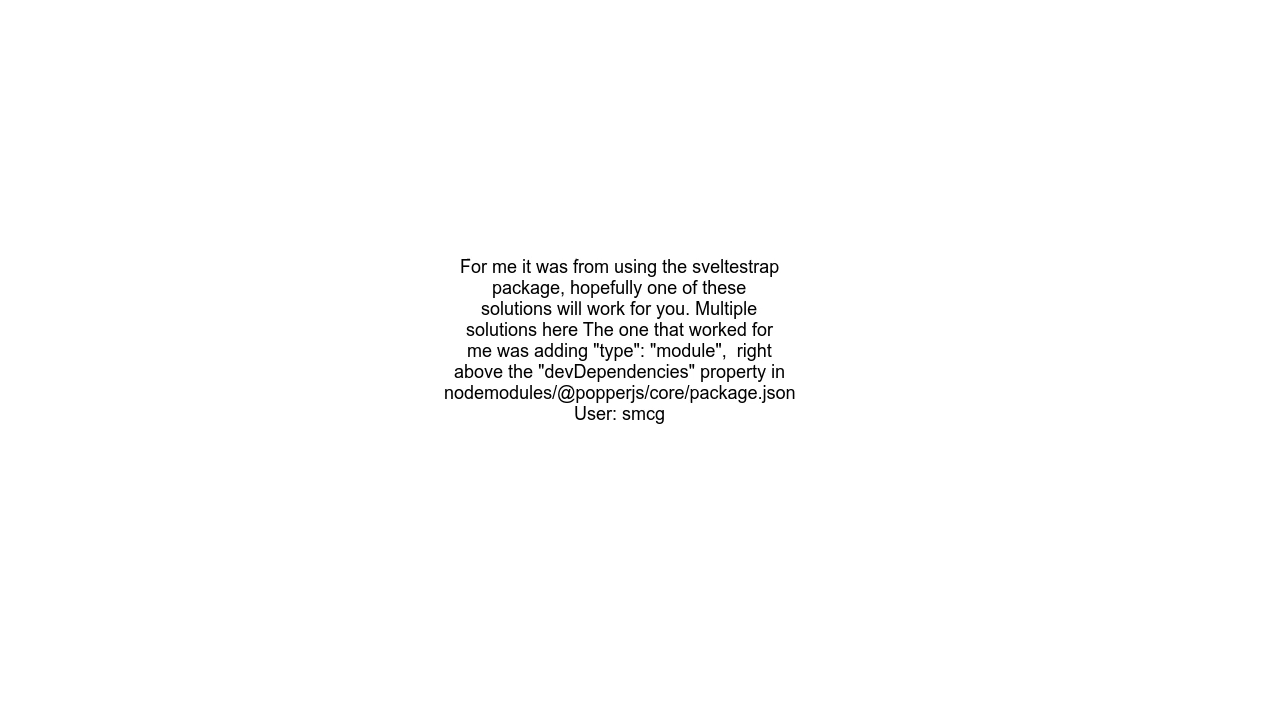 For me it was from using the sveltestrap
package, hopefully one of these
solutions will work for you. Multiple
solutions here The one that worked for
me was adding "type": "module",  right
above the "devDependencies" property in
nodemodules/@popperjs/core/package.json
User: smcg